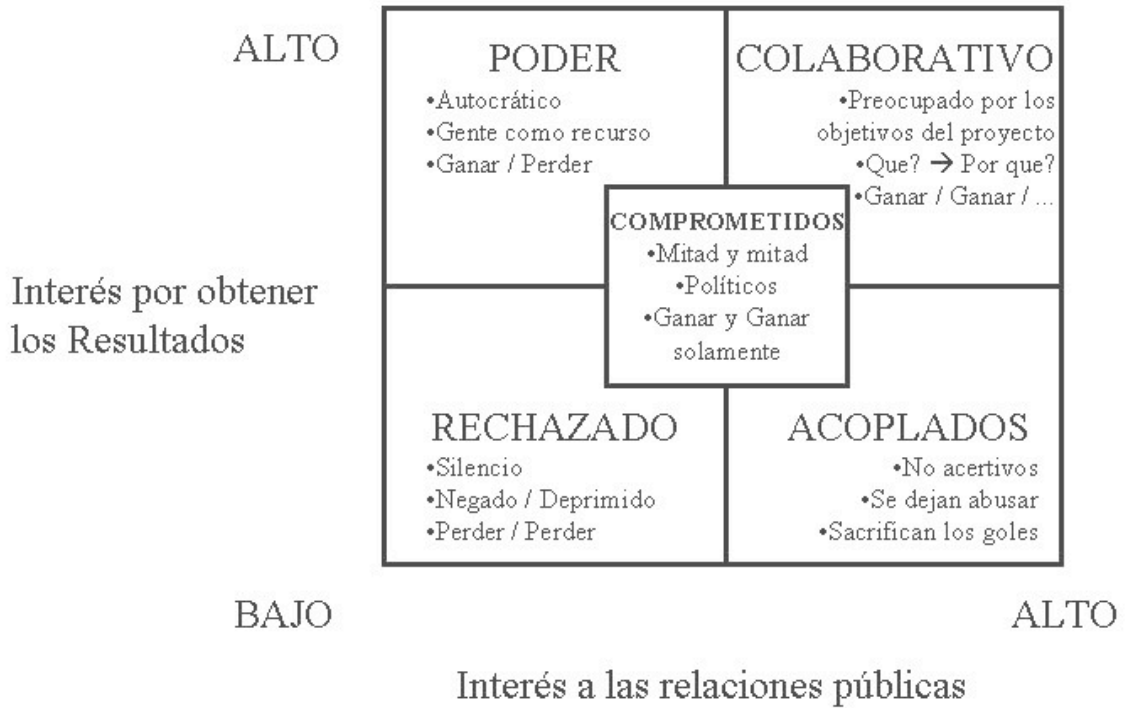 ALTO
PODER
•Autocrático
•Gente como recurso
•Ganar / Perder
COLABORATIVO
•Preocupado por los
objetivos del proyecto
•Que? → Por que?
•Ganar / Ganar / ...
COMPROMETIDOS
•Mitad y mitad
•Políticos
•Ganar y Ganar
solamente
Interés por obtener
los Resultados
RECHAZADO
•Silencio
•Negado / Deprimido
•Perder / Perder
ACOPLADOS
•No acertivos
•Se dejan abusar
•Sacrifican los goles
BAJO
ALTO
Interés a las relaciones públicas